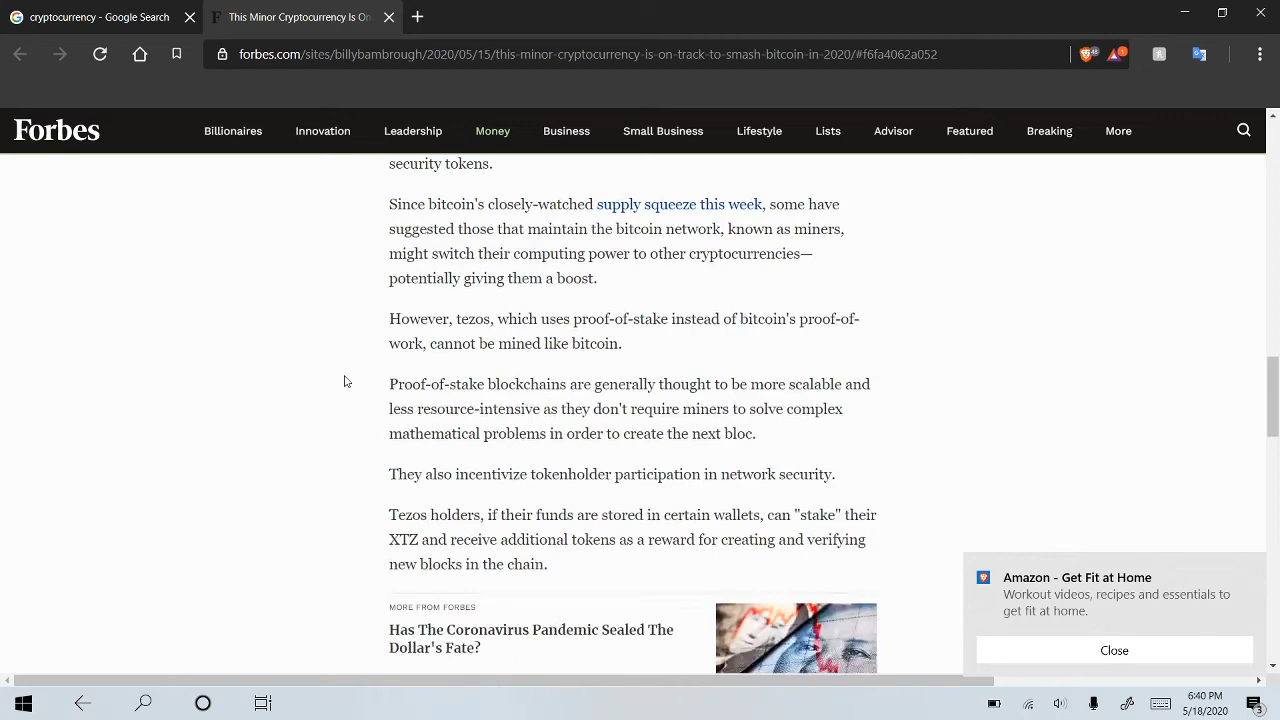 cryptocurrency - Google Search
This Minor Cryptocurrency Is On
forbes.com/sites/billybambrough/2020/05/15/this-minor-cryptocurrency-is-on-track-to-smash-bitcoin-in-2020/#f6fa4062a052
Forbes
Billionaires Innovation Leadership Money Business Small Business Lifestyle Lists Advisor Featured Breaking More
security tokens.
Since bitcoin's closely-watched supply squeeze this week, some have
suggested those that maintain the bitcoin network, known as miners,
might switch their computing power to other cryptocurrencies—
potentially giving them a boost.
However, tezos, which uses proof-of-stake instead of bitcoin's proof-of-
work, cannot be mined like bitcoin.
Proof-of-stake blockchains are generally thought to be more scalable and
less resource-intensive as they don't require miners to solve complex
mathematical problems in order to create the next bloc.
They also incentivize tokenholder participation in network security.
Tezos holders, if their funds are stored in certain wallets, can "stake" their
XTZ and receive additional tokens as a reward for creating and verifying
new blocks in the chain.
MORE FROM FORBES
Has The Coronavirus Pandemic Sealed The
Dollar's Fate?
Amazon - Get Fit at Home
Workout videos, recipes and essentials to
get fit at home.
Close
6:40 PM
5/18/2020
3